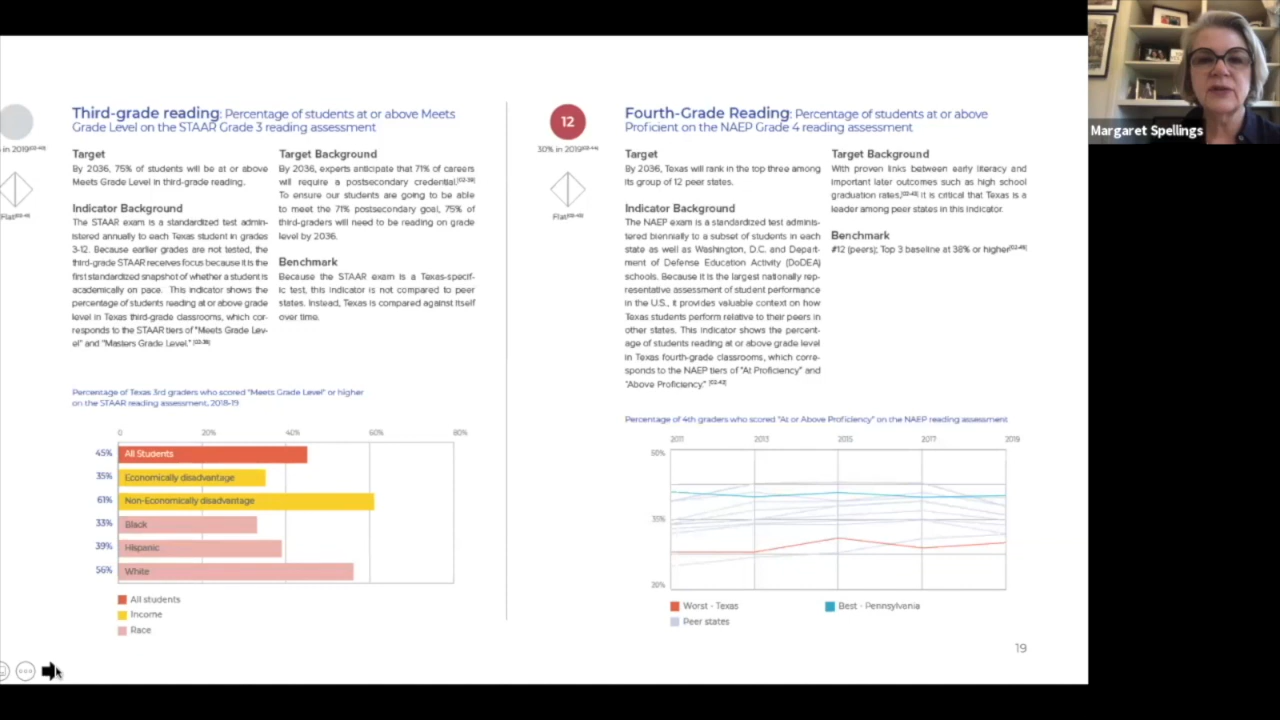 Third-grade reading: Percentage of students at or above Meets
Grade Level on the STAAR Grade 3 reading assessment
in 2019
Flat
Target
By 2036, 75% of students will be at or above
Meets Grade Level in third-grade reading.
Indicator Background
The STAAR exam is a standardized test admin-
istered annually to each Texas student in grades
3-12. Because earlier grades are not tested, the
third-grade STAAR receives focus because it is the
first standardized snapshot of whether a student is
academically on pace. This indicator shows the
percentage of students reading at or above grade
level in Texas third-grade classrooms, which cor-
responds to the STAAR tiers of "Meets Grade Lev-
el" and "Masters Grade Level."
Target Background
By 2036, experts anticipate that 71% of careers
will require a postsecondary credential.
To ensure our students are going to be able
to meet the 71% postsecondary goal, 75% of
third-graders will need to be reading on grade
level by 2036.
Benchmark
Because the STAAR exam is a Texas-specif-
ic test, this indicator is not compared to peer
states. Instead, Texas is compared against itself
over time.
Percentage of Texas 3rd graders who scored "Meets Grade Level" or higher
on the STAAR reading assessment, 2018-19
0 20% 40% 60% 80%
45% All Students
35% Economically disadvantage
61% Non-Economically disadvantage
33% Black
39% Hispanic
56% White
All students
Income
Race
12
30% in 2019
Flat
Fourth-Grade Reading: Percentage of students at or above
Proficient on the NAEP Grade 4 reading assessment
Target
By 2036, Texas will rank in the top three among
its group of 12 peer states.
Indicator Background
The NAEP exam is a standardized test adminis-
tered biennially to a subset of students in each
state as well as Washington, D.C. and Depart-
ment of Defense Education Activity (DoDEA)
schools. Because it is the largest nationally rep-
resentative assessment of student performance
in the U.S., it provides valuable context on how
Texas students perform relative to their peers in
other states. This indicator shows the percent-
age of students reading at or above grade level
in Texas fourth-grade classrooms, which corre-
sponds to the NAEP tiers of "At Proficiency" and
"Above Proficiency."
Target Background
With proven links between early literacy and
important later outcomes such as high school
graduation rates, it is critical that Texas is a
leader among peer states in this indicator.
Benchmark
#12 (peers); Top 3 baseline at 38% or higher
Percentage of 4th graders who scored "At or Above Proficiency" on the NAEP reading assessment
2011 2013 2015 2017 2019
50%
35%
20%
Worst - Texas
Best - Pennsylvania
Peer states
19
Margaret Spellings